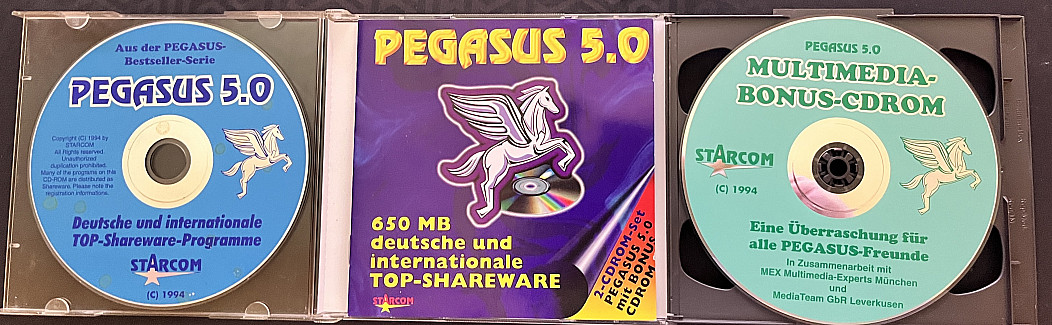 Aus der PEGASUS-
Bestseller-Serie
PEGASUS 5.0
Copyright (C) 1994 by
STARCOM
All Rights reserved.
Unauthorized
duplication prohibited.
Many of the programs on this
CD-ROM are distributed as
Shareware. Please note the
registration informations.
Deutsche und internationale
TOP-Shareware-Programme
STARCOM
(C) 1994
PEGASUS 5.0
650 MB
deutsche und
internationale
TOP-SHAREWARE
STARCOM
2-CDROM-Set
PEGASUS 5.0
mit BONUS
CDROM
PEGASUS 5.0
MULTIMEDIA-
BONUS-CDROM
STARCOM
(C) 1994
Eine Überraschung für
alle PEGASUS-Freunde
In Zusammenarbeit mit
MEX Multimedia-Experts München
und
MediaTeam GbR Leverkusen